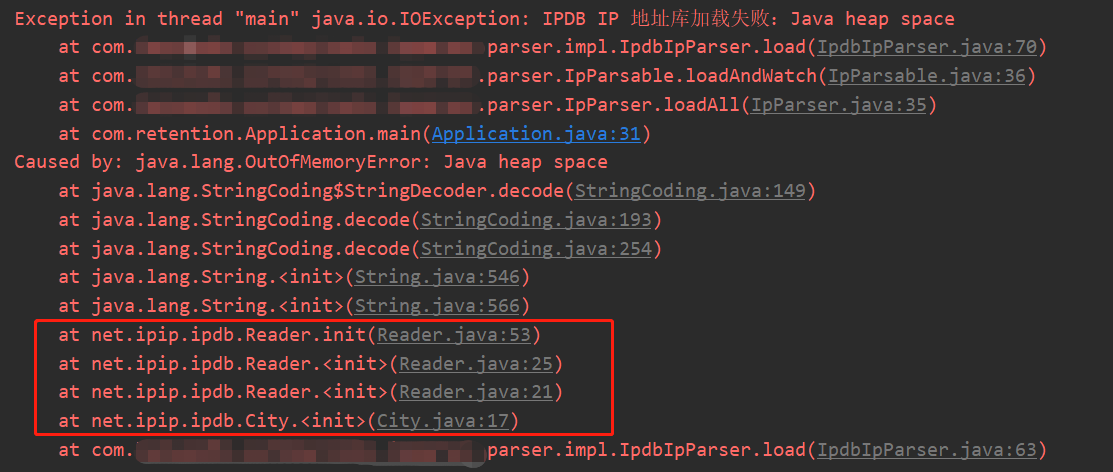 Exception in thread "main" java.io.IOException: IPDB IP 地址库加载失败：Java heap space
at com. parser.impl.IpdbIpParser.load(IpdbIpParser.java:70)
at com. .parser.IpParsable.loadAndWatch(IpParsable.java:36)
at com. .parser.IpParser.loadAll(IpParser.java:35)
at com.retention.Application.main(Application.java:31)
Caused by: java.lang.OutOfMemoryError: Java heap space
at java.lang.StringCoding$StringDecoder.decode(StringCoding.java:149)
at java.lang.StringCoding.decode(StringCoding.java:193)
at java.lang.StringCoding.decode(StringCoding.java:254)
at java.lang.String.<init>(String.java:546)
at java.lang.String.<init>(String.java:566)
at net.ipip.ipdb.Reader.init(Reader.java:53)
at net.ipip.ipdb.Reader.<init>(Reader.java:25)
at net.ipip.ipdb.Reader.<init>(Reader.java:21)
at net.ipip.ipdb.City.<init>(City.java:17)
at com. parser.impl.IpdbIpParser.load(IpdbIpParser.java:63)